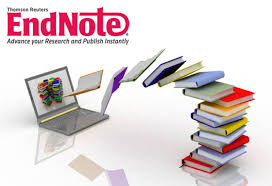 Thomson Reuters
EndNote
Advance your Research and Publish Instantly